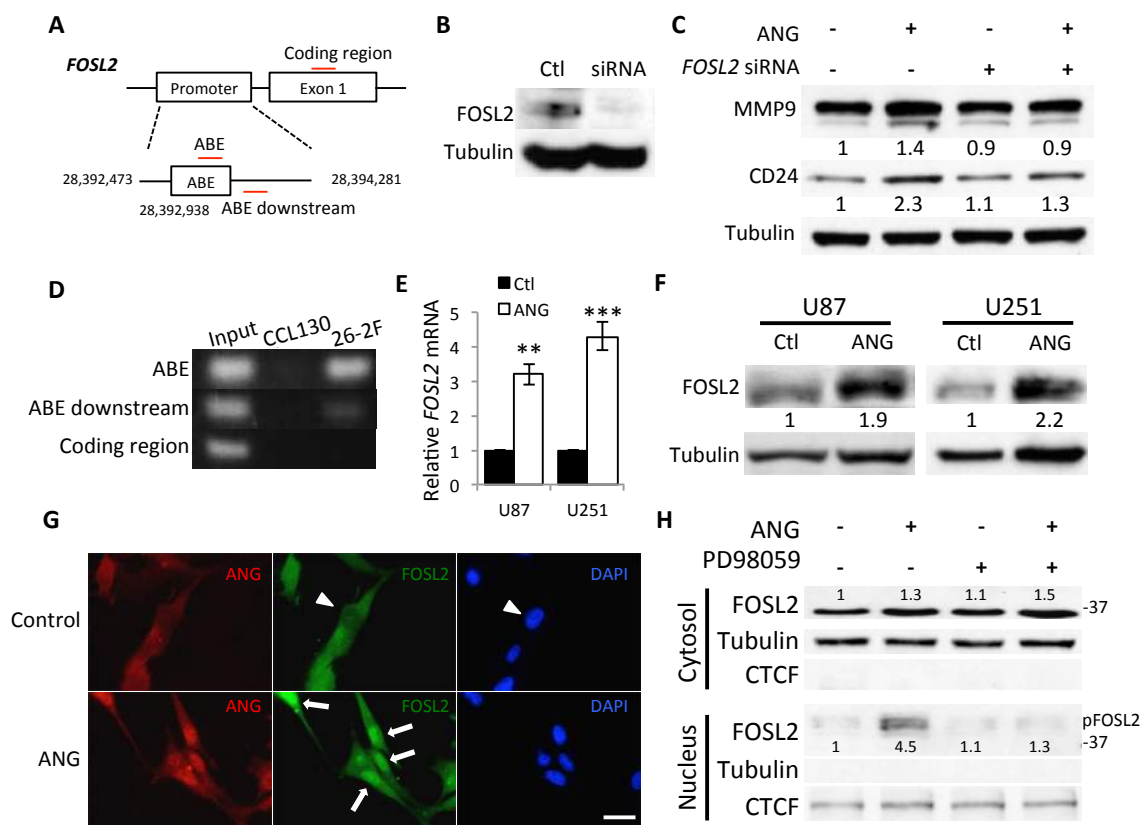 A
FOSL2
Coding region
Promoter
Exon 1
ABE
28,392,473
ABE
28,394,281
28,392,938
ABE downstream
B
Ctl siRNA
FOSL2
Tubulin
C
ANG - + - +
FOSL2 siRNA - - + +
MMP9
1 1.4 0.9 0.9
CD24
1 2.3 1.1 1.3
Tubulin
D
Input CCL130 26-2F
ABE
ABE downstream
Coding region
E
Ctl
ANG
Relative FOSL2 mRNA
5
4
3
2
1
0
**
***
U87 U251
F
U87 U251
Ctl ANG Ctl ANG
FOSL2
1 1.9 1 2.2
Tubulin
G
ANG FOSL2 DAPI
Control
ANG FOSL2 DAPI
ANG
H
ANG - + - +
PD98059 - - + +
Cytosol
FOSL2 1 1.3 1.1 1.5 -37
Tubulin
CTCF
Nucleus
pFOSL2
FOSL2 1 4.5 1.1 1.3 -37
Tubulin
CTCF